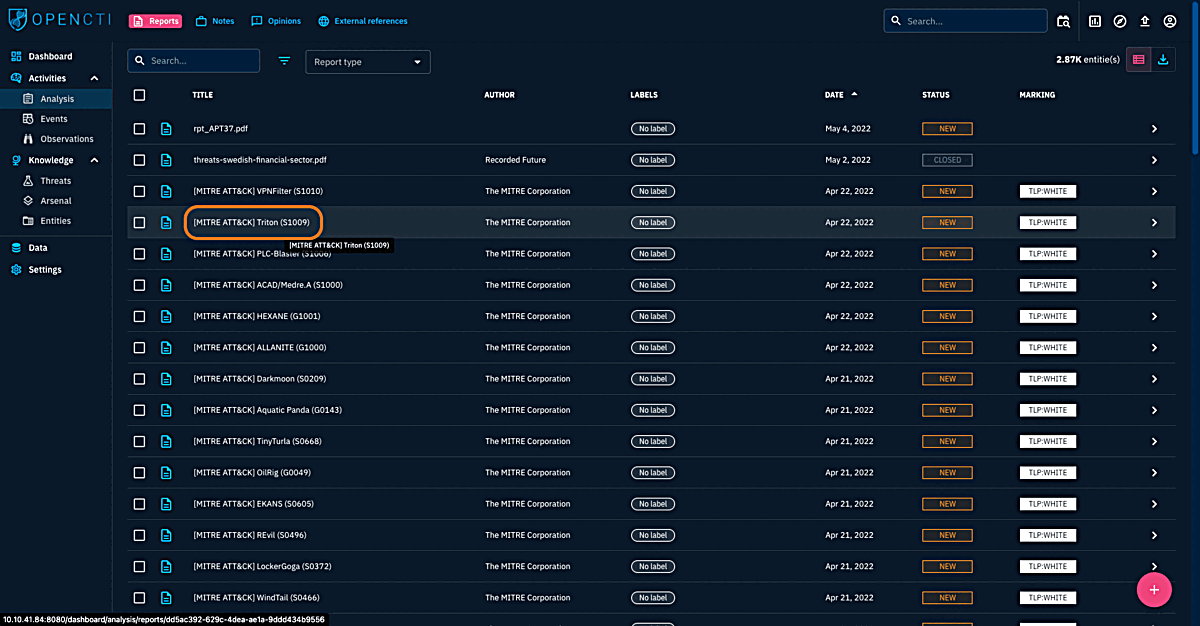 OPENCTI Reports Notes Opinions External references Search...
Dashboard
Activities
Analysis
Events
Observations
Knowledge
Threats
Arsenal
Entities
Data
Settings
Search... Report type 2.87K entitie(s)
TITLE AUTHOR LABELS DATE STATUS MARKING
rpt_APT37.pdf No label May 4, 2022 NEW
threats-swedish-financial-sector.pdf Recorded Future No label May 2, 2022 CLOSED
[MITRE ATT&CK] VPNFilter (S1010) The MITRE Corporation No label Apr 22, 2022 NEW TLP:WHITE
[MITRE ATT&CK] Triton (S1009) The MITRE Corporation No label Apr 22, 2022 NEW TLP:WHITE
[MITRE ATT&CK] Triton (S1009)
[MITRE ATT&CK] PLC-Blaster (S1006) The MITRE Corporation No label Apr 22, 2022 NEW TLP:WHITE
[MITRE ATT&CK] ACAD/Medre.A (S1000) The MITRE Corporation No label Apr 22, 2022 NEW TLP:WHITE
[MITRE ATT&CK] HEXANE (G1001) The MITRE Corporation No label Apr 22, 2022 NEW TLP:WHITE
[MITRE ATT&CK] ALLANITE (G1000) The MITRE Corporation No label Apr 22, 2022 NEW TLP:WHITE
[MITRE ATT&CK] Darkmoon (S0209) The MITRE Corporation No label Apr 21, 2022 NEW TLP:WHITE
[MITRE ATT&CK] Aquatic Panda (G0143) The MITRE Corporation No label Apr 21, 2022 NEW TLP:WHITE
[MITRE ATT&CK] TinyTurla (S0668) The MITRE Corporation No label Apr 21, 2022 NEW TLP:WHITE
[MITRE ATT&CK] OilRig (G0049) The MITRE Corporation No label Apr 21, 2022 NEW TLP:WHITE
[MITRE ATT&CK] EKANS (S0605) The MITRE Corporation No label Apr 21, 2022 NEW TLP:WHITE
[MITRE ATT&CK] REvil (S0496) The MITRE Corporation No label Apr 21, 2022 NEW TLP:WHITE
[MITRE ATT&CK] LockerGoga (S0372) The MITRE Corporation No label Apr 21, 2022 NEW TLP:WHITE
[MITRE ATT&CK] WindTail (S0466) The MITRE Corporation No label Apr 21, 2022 NEW TLP:WHITE
10.10.41.84:8080/dashboard/analysis/reports/dd5ac392-629c-4dea-ae1a-9ddd434b9556